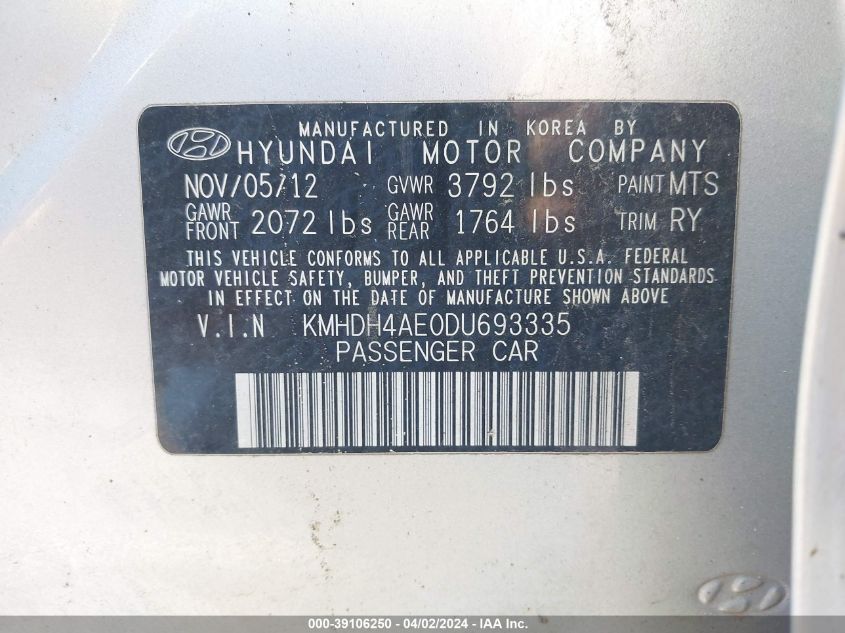 MANUFACTURED IN KOREA BY
HYUNDAI MOTOR COMPANY
NOV/05/12 GVWR 3792 lbs PAINT MTS
GAWR FRONT 2072 lbs GAWR REAR 1764 lbs TRIM RY
THIS VEHICLE CONFORMS TO ALL APPLICABLE U.S.A. FEDERAL
MOTOR VEHICLE SAFETY, BUMPER, AND THEFT PREVENTION STANDARDS
IN EFFECT ON THE DATE OF MANUFACTURE SHOWN ABOVE
V.I.N KMHDH4AE0DU693335
PASSENGER CAR
000-39106250 - 04/02/2024 - IAA Inc.